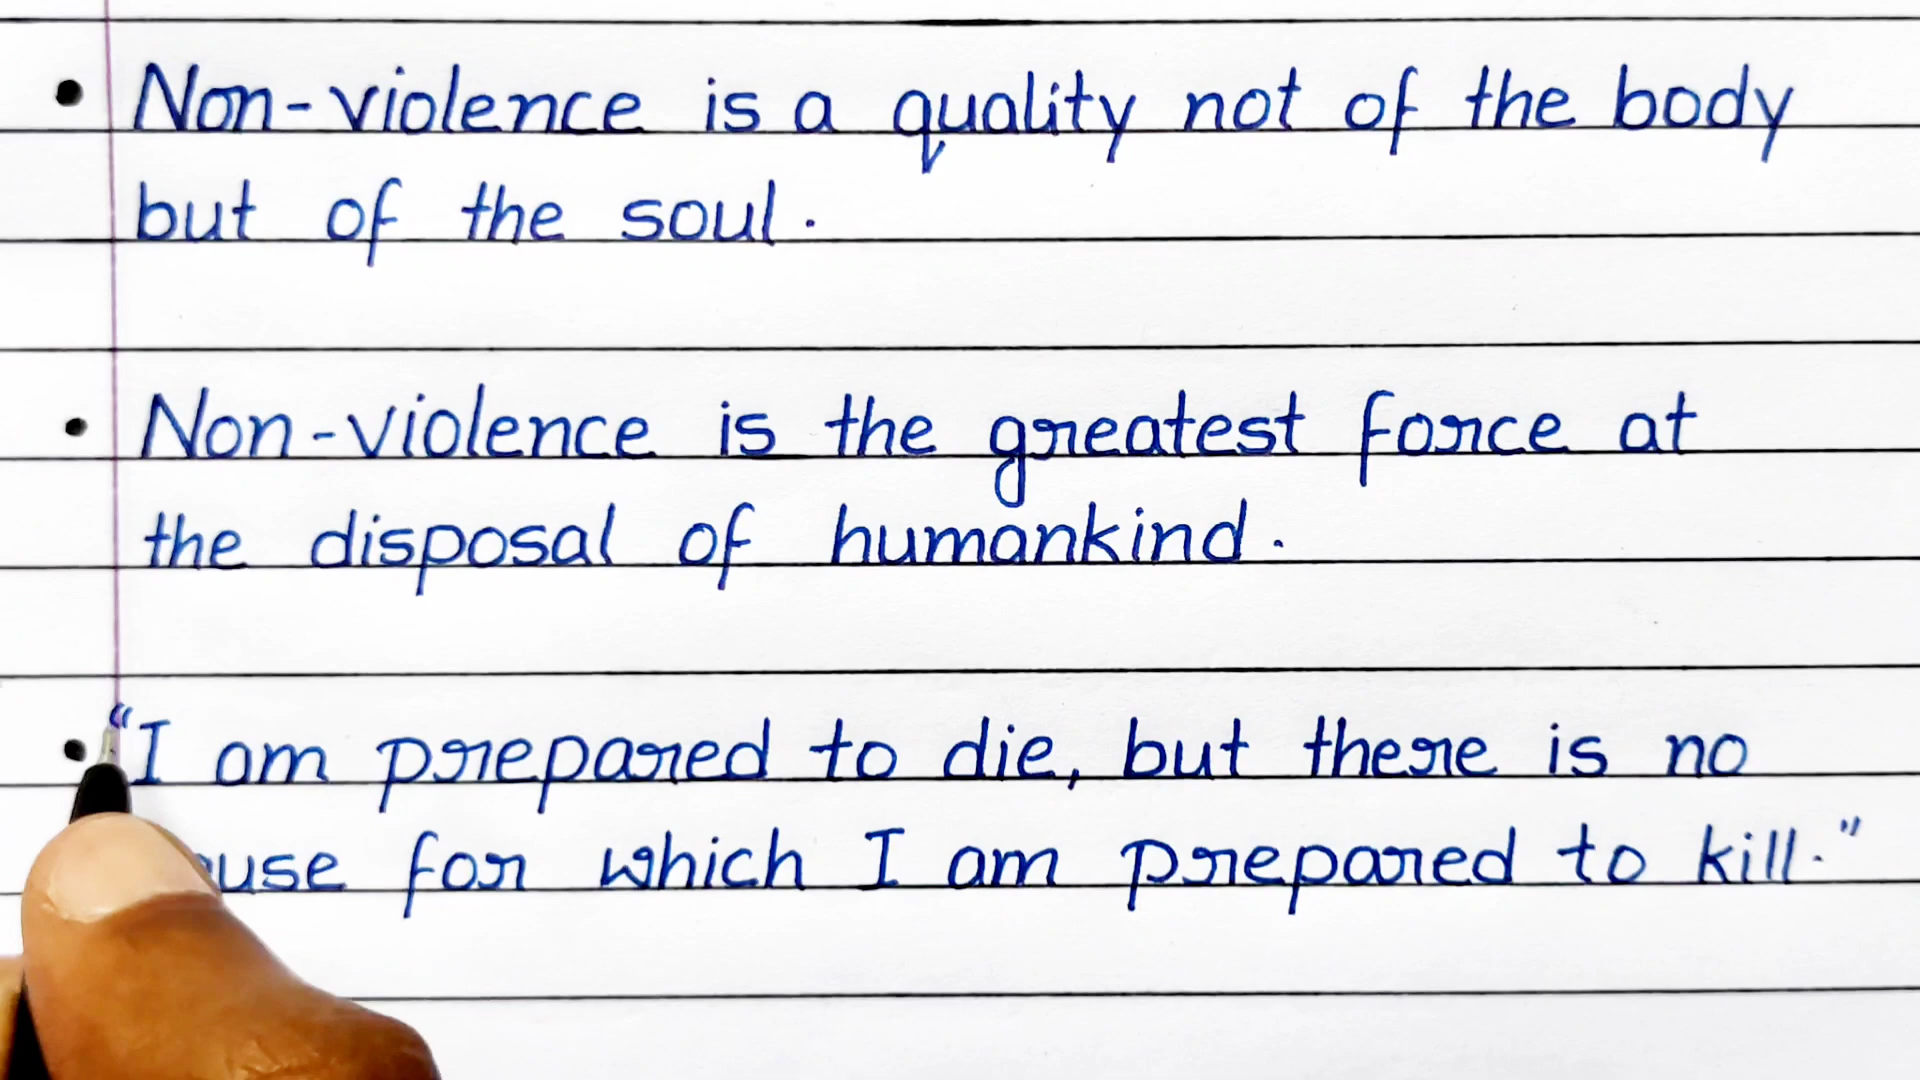 • Non-violence is a quality not of the body
but of the soul.
• Non-violence is the greatest force at
the disposal of humankind.
• "I am prepared to die, but there is no
for which I am prepared to kill."